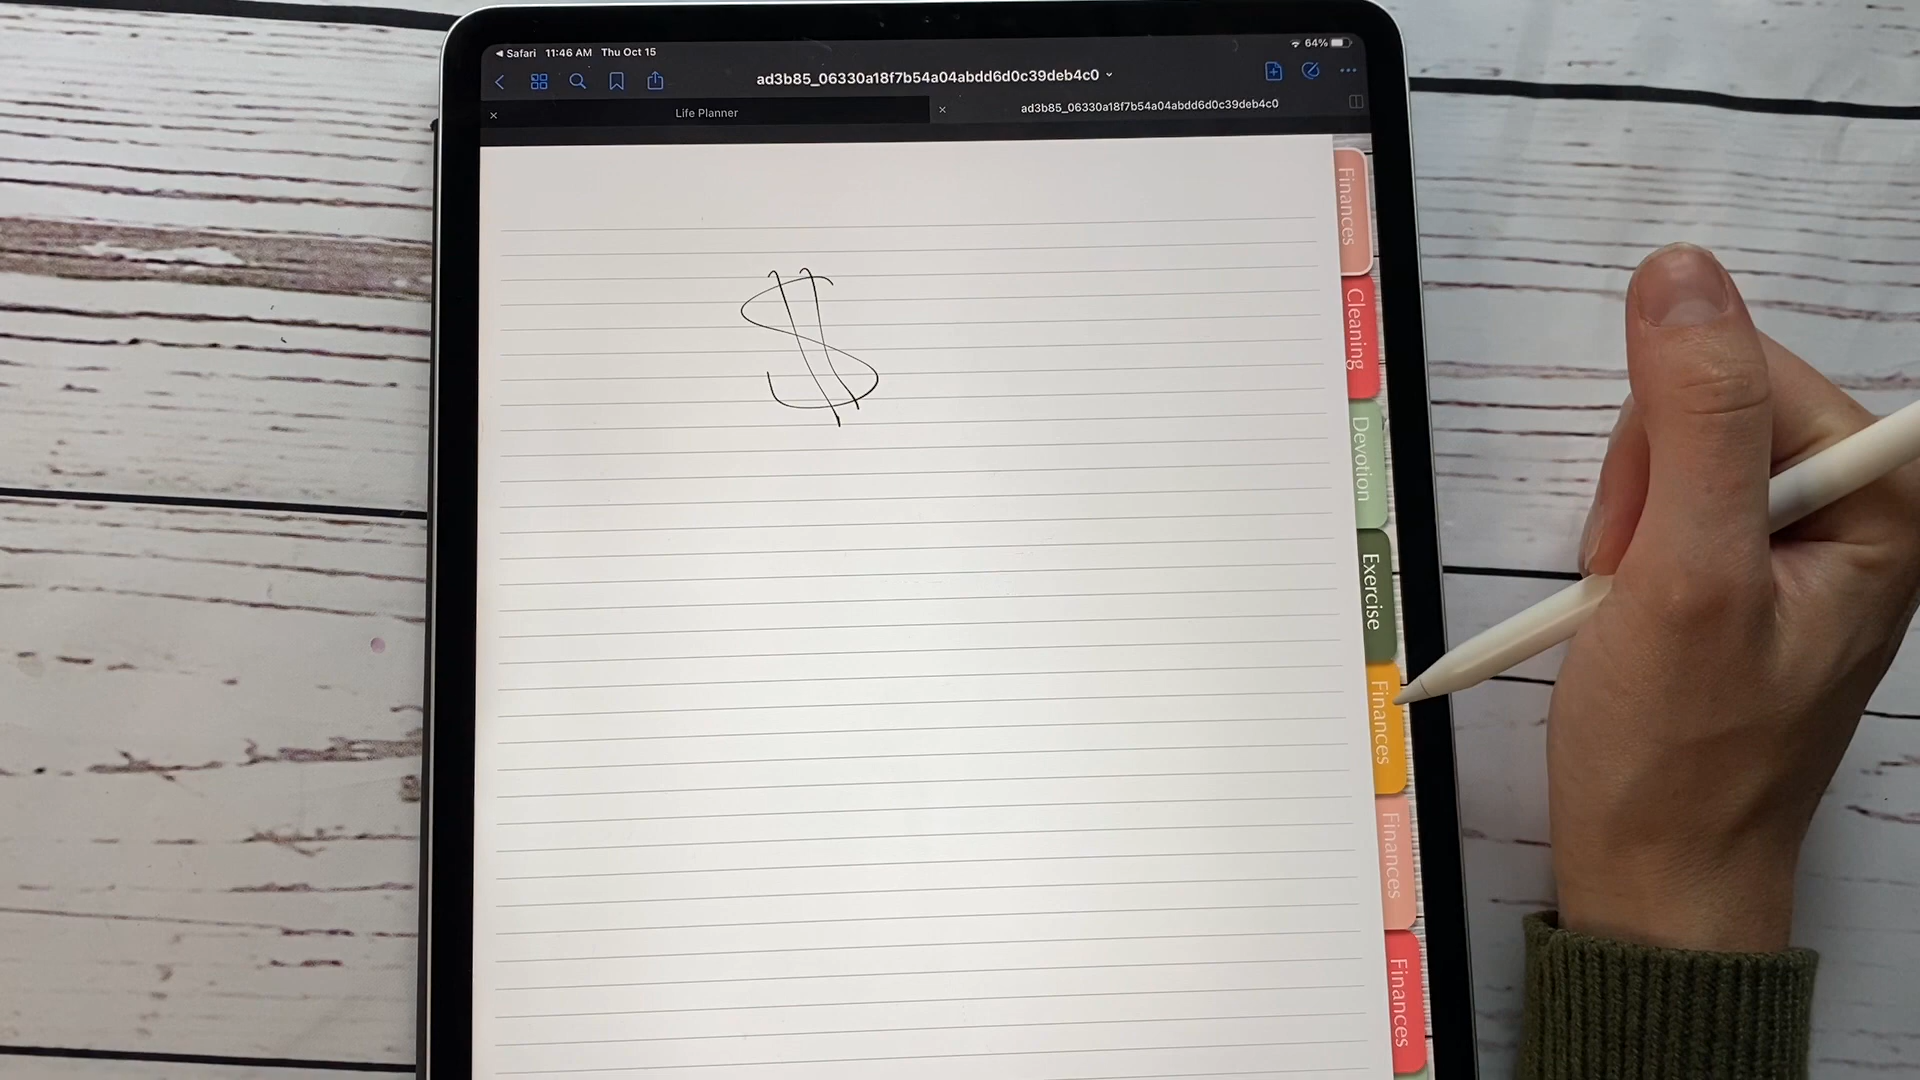 Safari 11:46 AM Thu Oct 15
64%
ad3b85_06330a18f7b54a04abdd6d0c39deb4c0
Life Planner
ad3b85_06330a18f7b54a04abdd6d0c39deb4c0
$
Finances
Cleaning
Devotion
Exercise
Finances
Finances
Finances